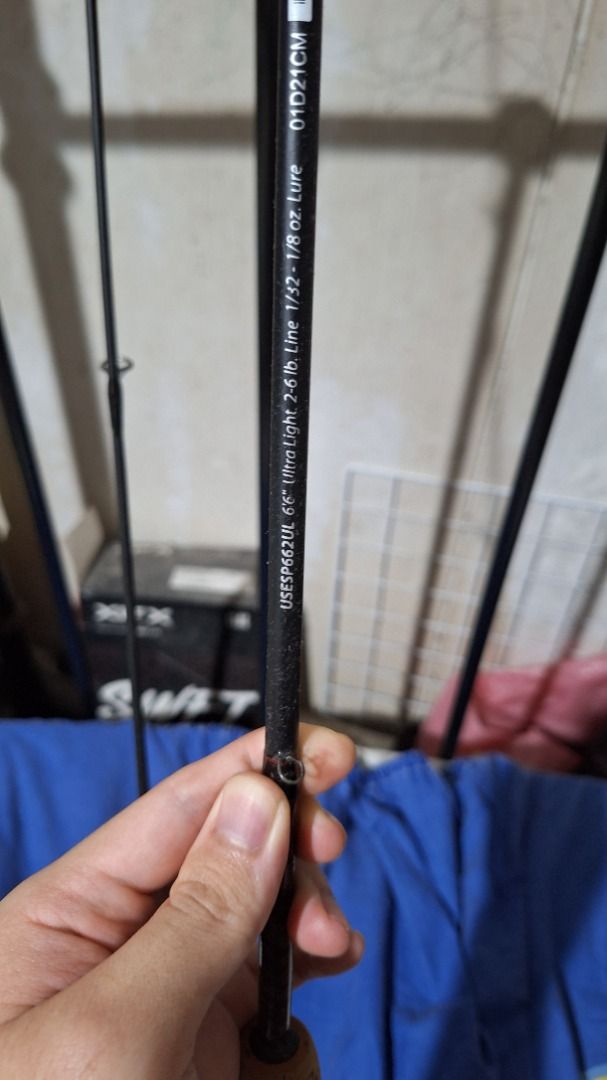 USESP662UL 6'6" Ultra Light 2-6 lb. Line 1/32 - 1/8 oz. Lure 01D21CM